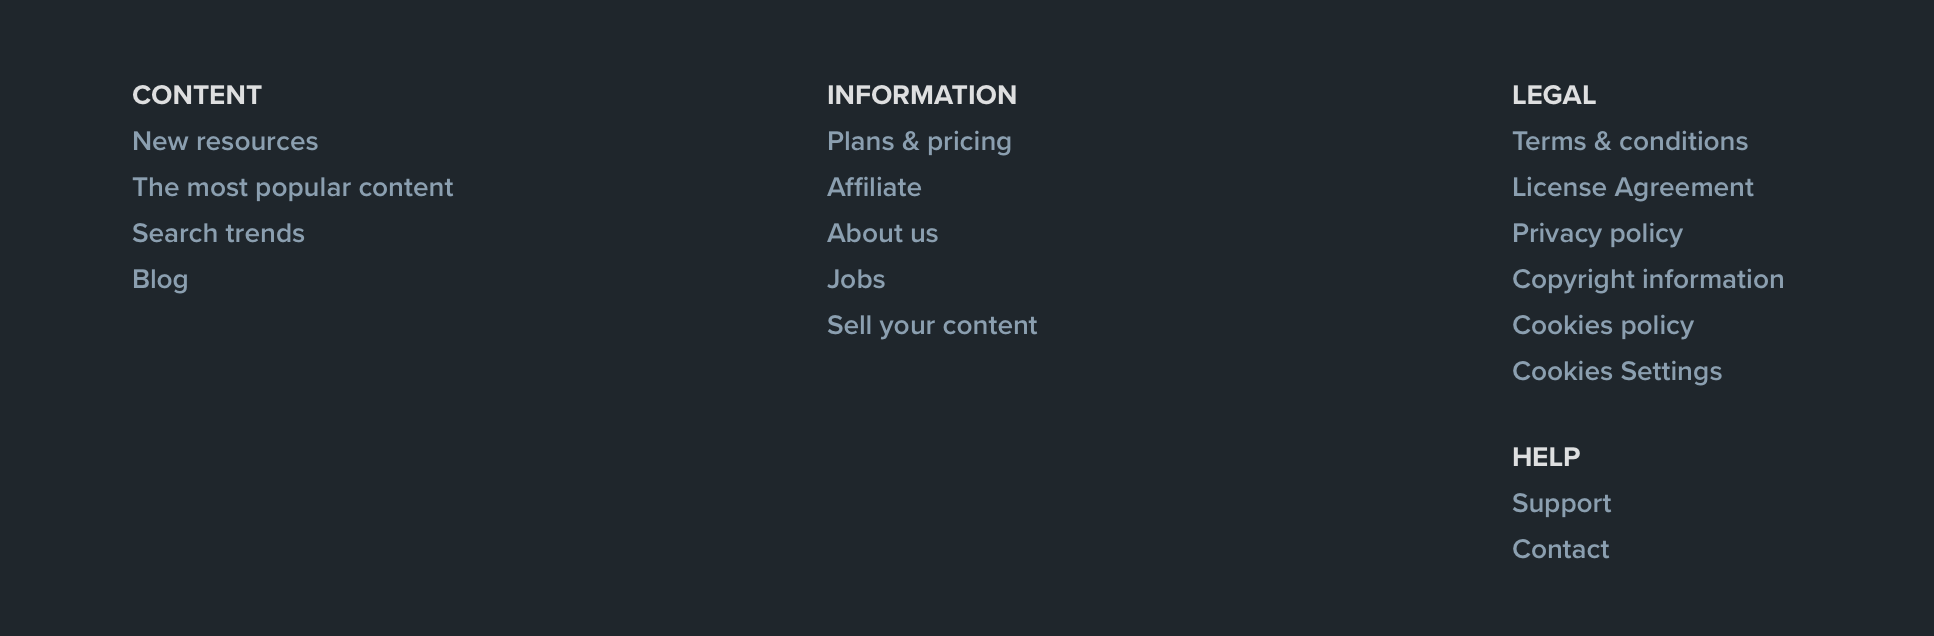 CONTENT
New resources
The most popular content
Search trends
Blog
INFORMATION
Plans & pricing
Affiliate
About us
Jobs
Sell your content
LEGAL
Terms & conditions
License Agreement
Privacy policy
Copyright information
Cookies policy
Cookies Settings
HELP
Support
Contact